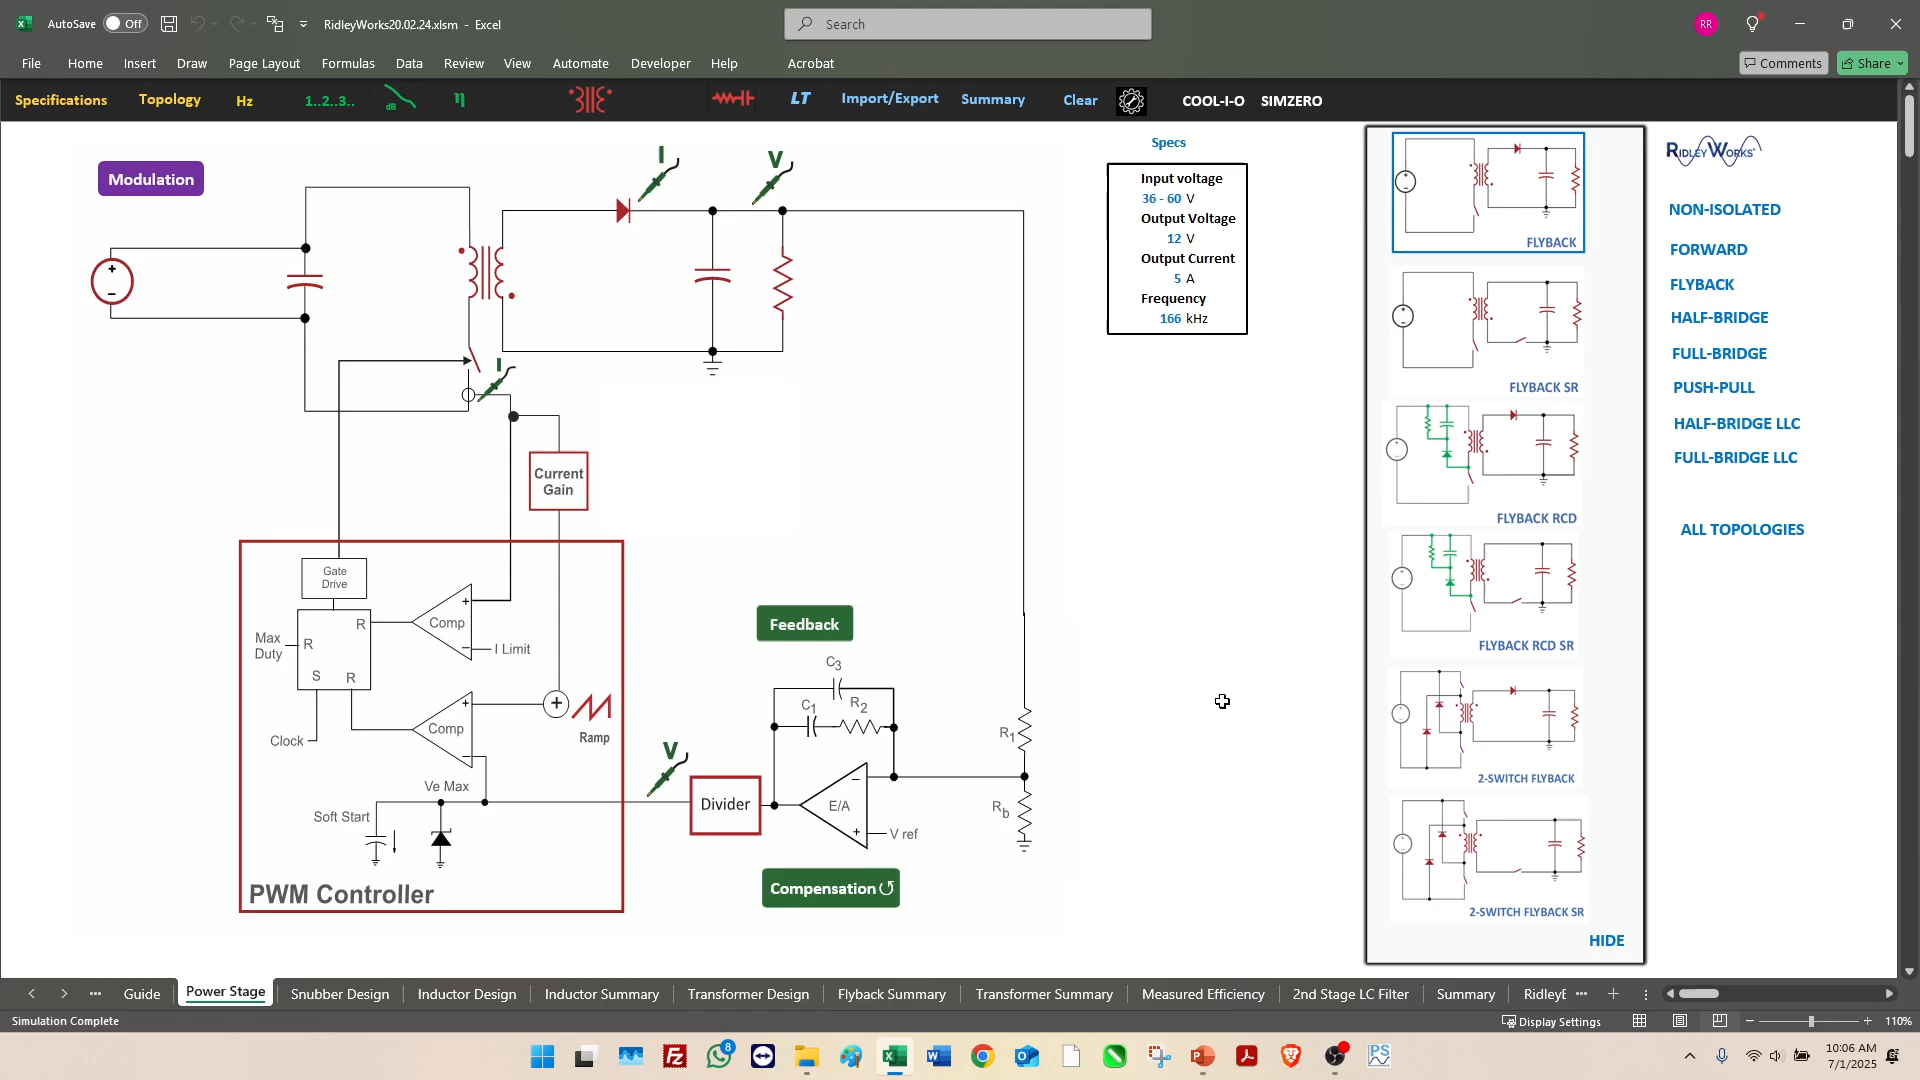 AutoSave Off RidleyWorks20.02.24.xlsm - Excel Search RR
File Home Insert Draw Page Layout Formulas Data Review View Automate Developer Help Acrobat Comments Share
Specifications Topology Hz 1..2..3.. dB η LT Import/Export Summary Clear COOL-I-O SIMZERO
Modulation
I
V
Specs
Input voltage
36 - 60 V
Output Voltage
12 V
Output Current
5 A
Frequency
166 kHz
I
Current
Gain
Gate
Drive
Max
Duty
R
R
S
R
Comp
I Limit
Comp
Clock
Ramp
Ve Max
Soft Start
PWM Controller
V
Divider
Feedback
C3
C1
R2
E/A
V ref
R1
Rb
Compensation ↺
FLYBACK
FLYBACK SR
FLYBACK RCD
FLYBACK RCD SR
2-SWITCH FLYBACK
2-SWITCH FLYBACK SR
HIDE
RIDLEYWORKS®
NON-ISOLATED
FORWARD
FLYBACK
HALF-BRIDGE
FULL-BRIDGE
PUSH-PULL
HALF-BRIDGE LLC
FULL-BRIDGE LLC
ALL TOPOLOGIES
Guide Power Stage Snubber Design Inductor Design Inductor Summary Transformer Design Flyback Summary Transformer Summary Measured Efficiency 2nd Stage LC Filter Summary RidleyE
Simulation Complete Display Settings 110%
8 PS 10:06 AM
7/1/2025